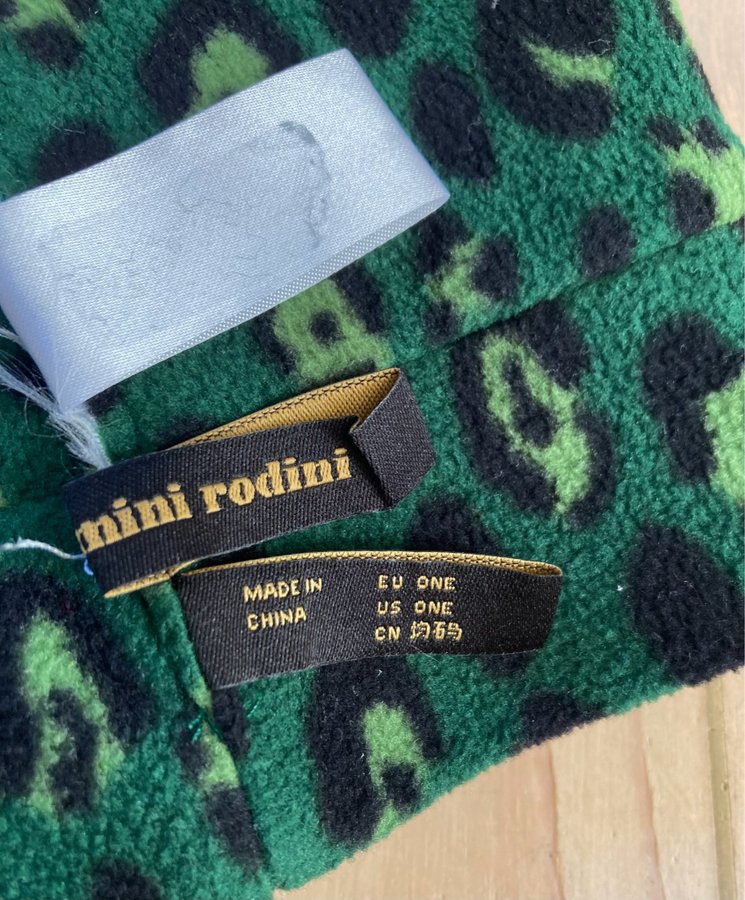 mini rodini
MADE IN
CHINA
EU ONE
US ONE
CN 均码